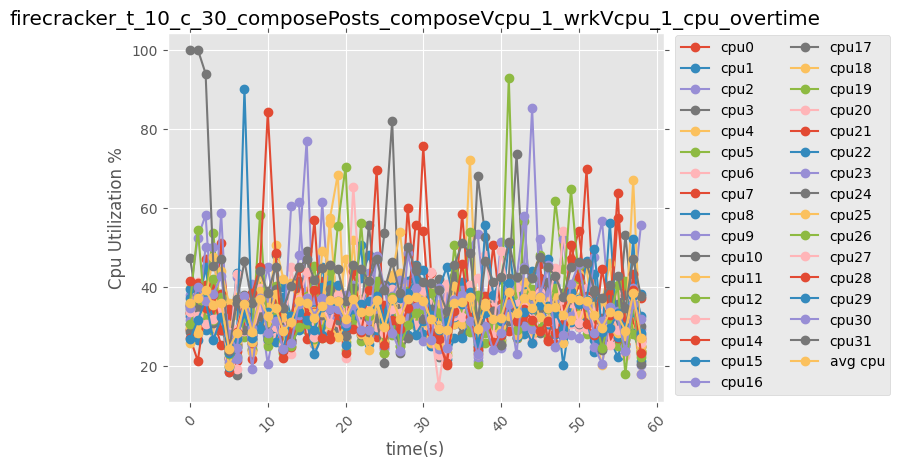 firecracker_t_10_c_30_composePosts_composeVcpu_1_wrkVcpu_1_cpu_overtime
100
80
60
40
20
Cpu Utilization %
0
10
20
30
40
50
60
time(s)
cpu0
cpu1
cpu2
cpu3
cpu4
cpu5
cpu6
cpu7
cpu8
cpu9
cpu10
cpu11
cpu12
cpu13
cpu14
cpu15
cpu16
cpu17
cpu18
cpu19
cpu20
cpu21
cpu22
cpu23
cpu24
cpu25
cpu26
cpu27
cpu28
cpu29
cpu30
cpu31
avg cpu